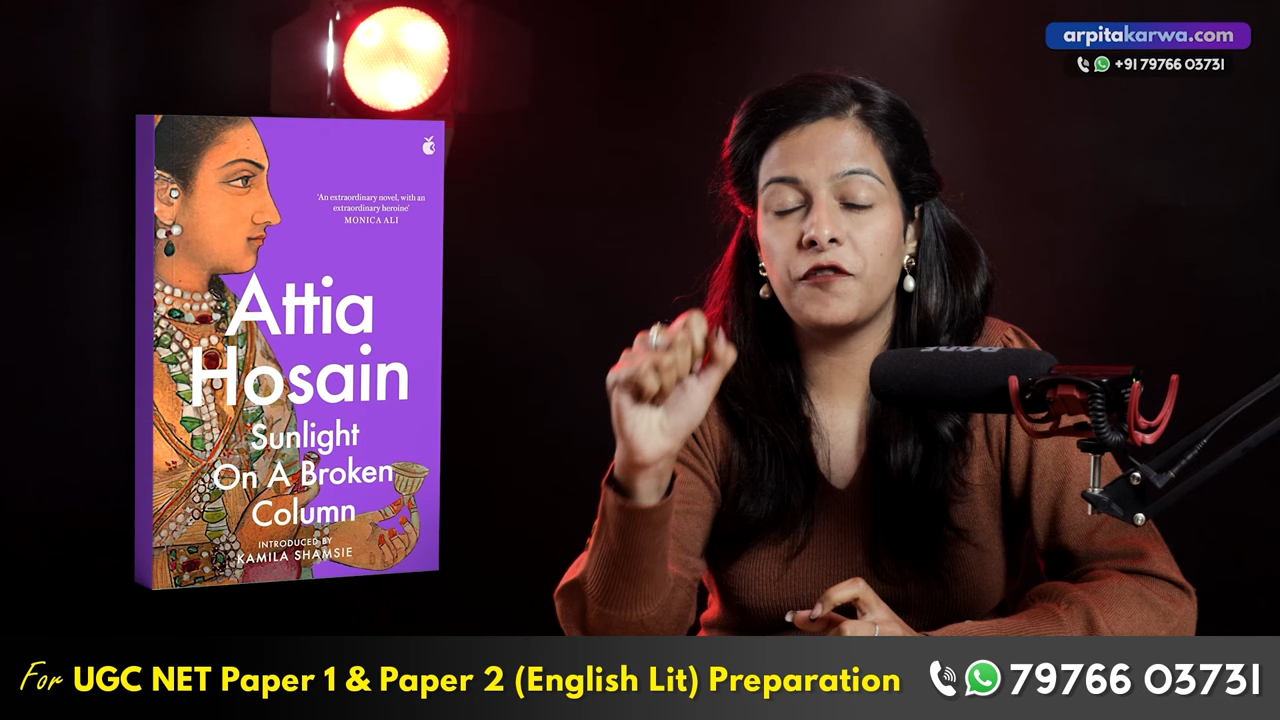 arpitakarwa.com
+91 79766 03731
'An extraordinary novel, with an
extraordinary heroine'
MONICA ALI
Attia
Hosain
Sunlight
On A Broken
Column
INTRODUCED BY
KAMILA SHAMSIE
RODE
For UGC NET Paper 1 & Paper 2 (English Lit) Preparation
79766 03731